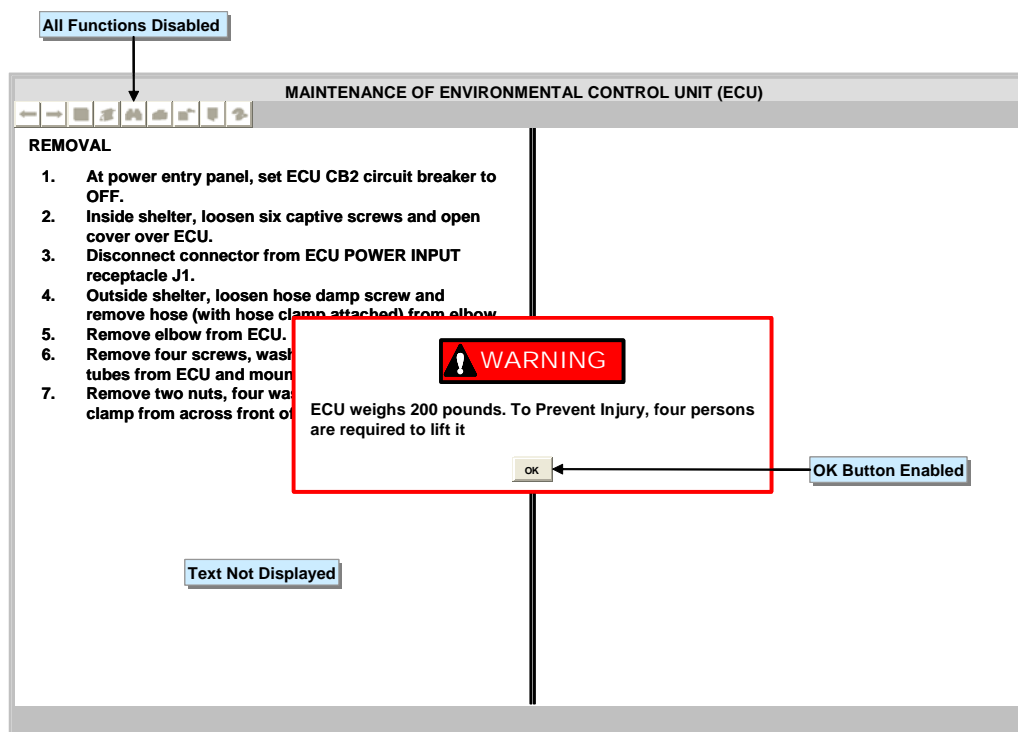 All Functions Disabled
MAINTENANCE OF ENVIRONMENTAL CONTROL UNIT (ECU)
REMOVAL
1. At power entry panel, set ECU CB2 circuit breaker to
OFF.
2. Inside shelter, loosen six captive screws and open
cover over ECU.
3. Disconnect connector from ECU POWER INPUT
receptacle J1.
4. Outside shelter, loosen hose damp screw and
remove hose (with hose clamp attached) from elbow
5. Remove elbow from ECU.
6. Remove four screws,
tubes from ECU and
7. Remove two nuts, four
clamp from across front
WARNING
ECU weighs 200 pounds. To Prevent Injury, four persons
are required to lift it
OK
OK Button Enabled
Text Not Displayed